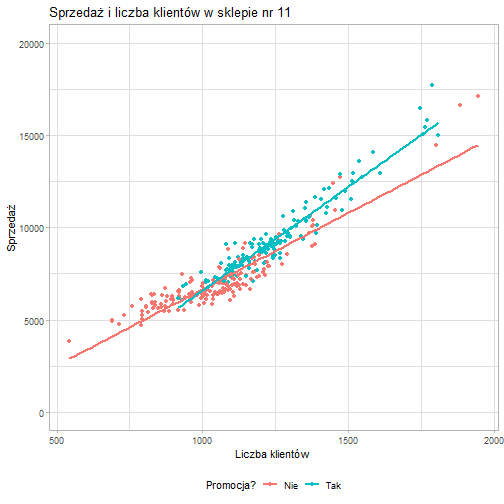 Sprzedaż i liczba klientów w sklepie nr 11
Sprzedaż
15000
10000
5000
0
500 1000 1500 2000
Liczba klientów
Promocja? Nie Tak